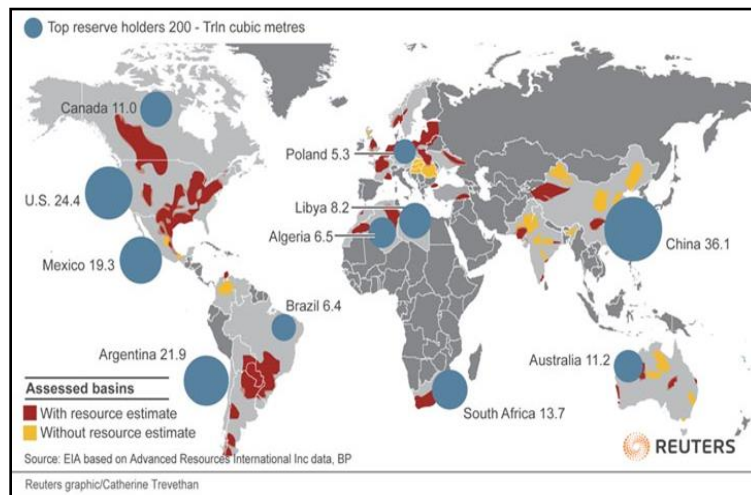 Top reserve holders 200 - Trln cubic metres
Canada 11.0
Poland 5.3
U.S. 24.4
Libya 8.2
Algeria 6.5
China 36.1
Mexico 19.3
Brazil 6.4
Argentina 21.9
Australia 11.2
South Africa 13.7
Assessed basins
With resource estimate
Without resource estimate
REUTERS
Source: EIA based on Advanced Resources International Inc data, BP
Reuters graphic/Catherine Trevethan